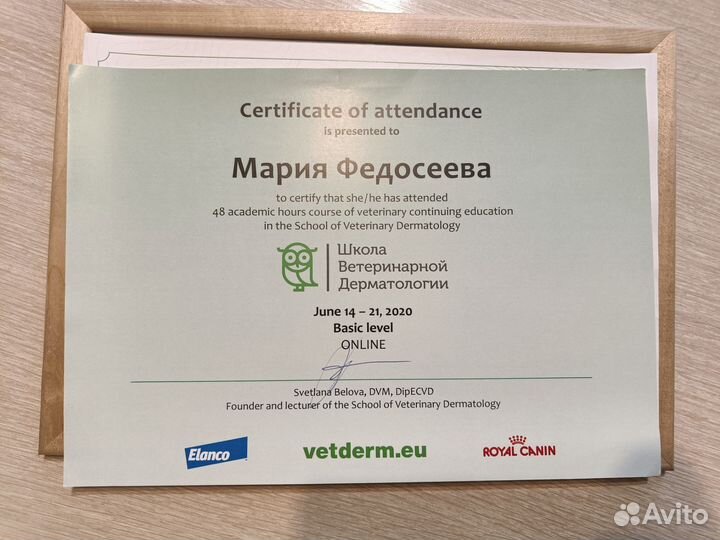 Certificate of attendance
is presented to
Мария Федосеева
to certify that she/he has attended
48 academic hours course of veterinary continuing education
in the School of Veterinary Dermatology
Школа
Ветеринарной
Дерматологии
June 14 – 21, 2020
Basic level
ONLINE
Svetlana Belova, DVM, DipECVD
Founder and lecturer of the School of Veterinary Dermatology
Elanco
vetderm.eu
ROYAL CANIN
Avito